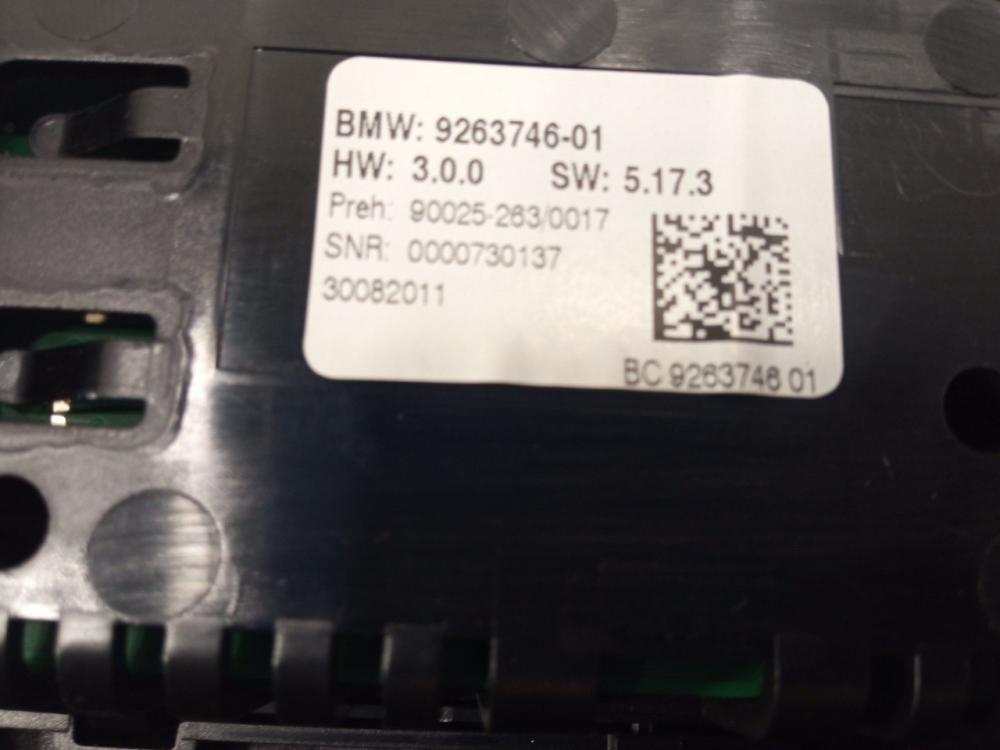 BMW: 9263746-01
HW: 3.0.0 SW: 5.17.3
Preh: 90025-263/0017
SNR: 0000730137
30082011
BC 9263746 01